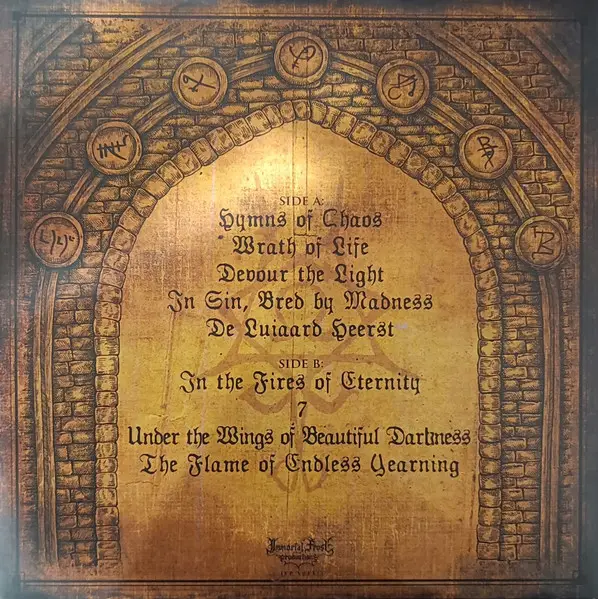 SIDE A:
Hymns of Chaos
Wrath of Life
Devour the Light
In Sin, Bred by Madness
De Luiaard Heerst
SIDE B:
In the Fires of Eternity
7
Under the Wings of Beautiful Darkness
The Flame of Endless Yearning
Immortal Frost
productions